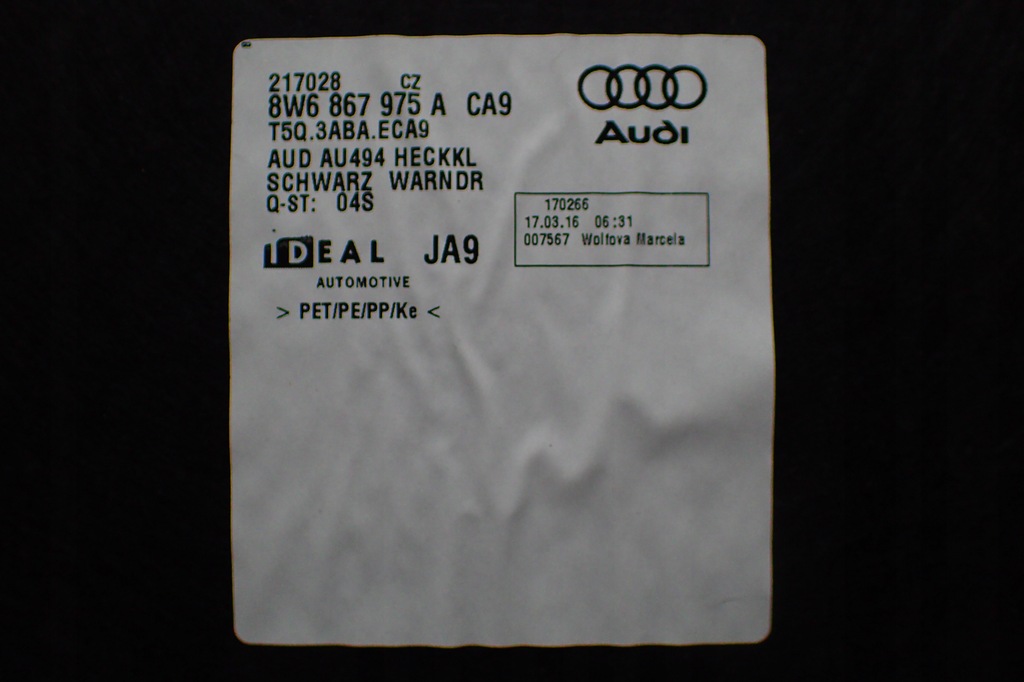 217028 CZ
8W6 867 975 A CA9
T5Q.3ABA.ECA9
AUD AU494 HECKKL
SCHWARZ WARNDR
Q-ST: 04S
IDEAL JA9
AUTOMOTIVE
> PET/PE/PP/Ke <
Audi
170266
17.03.16 06:31
007567 Wolfova Marcela